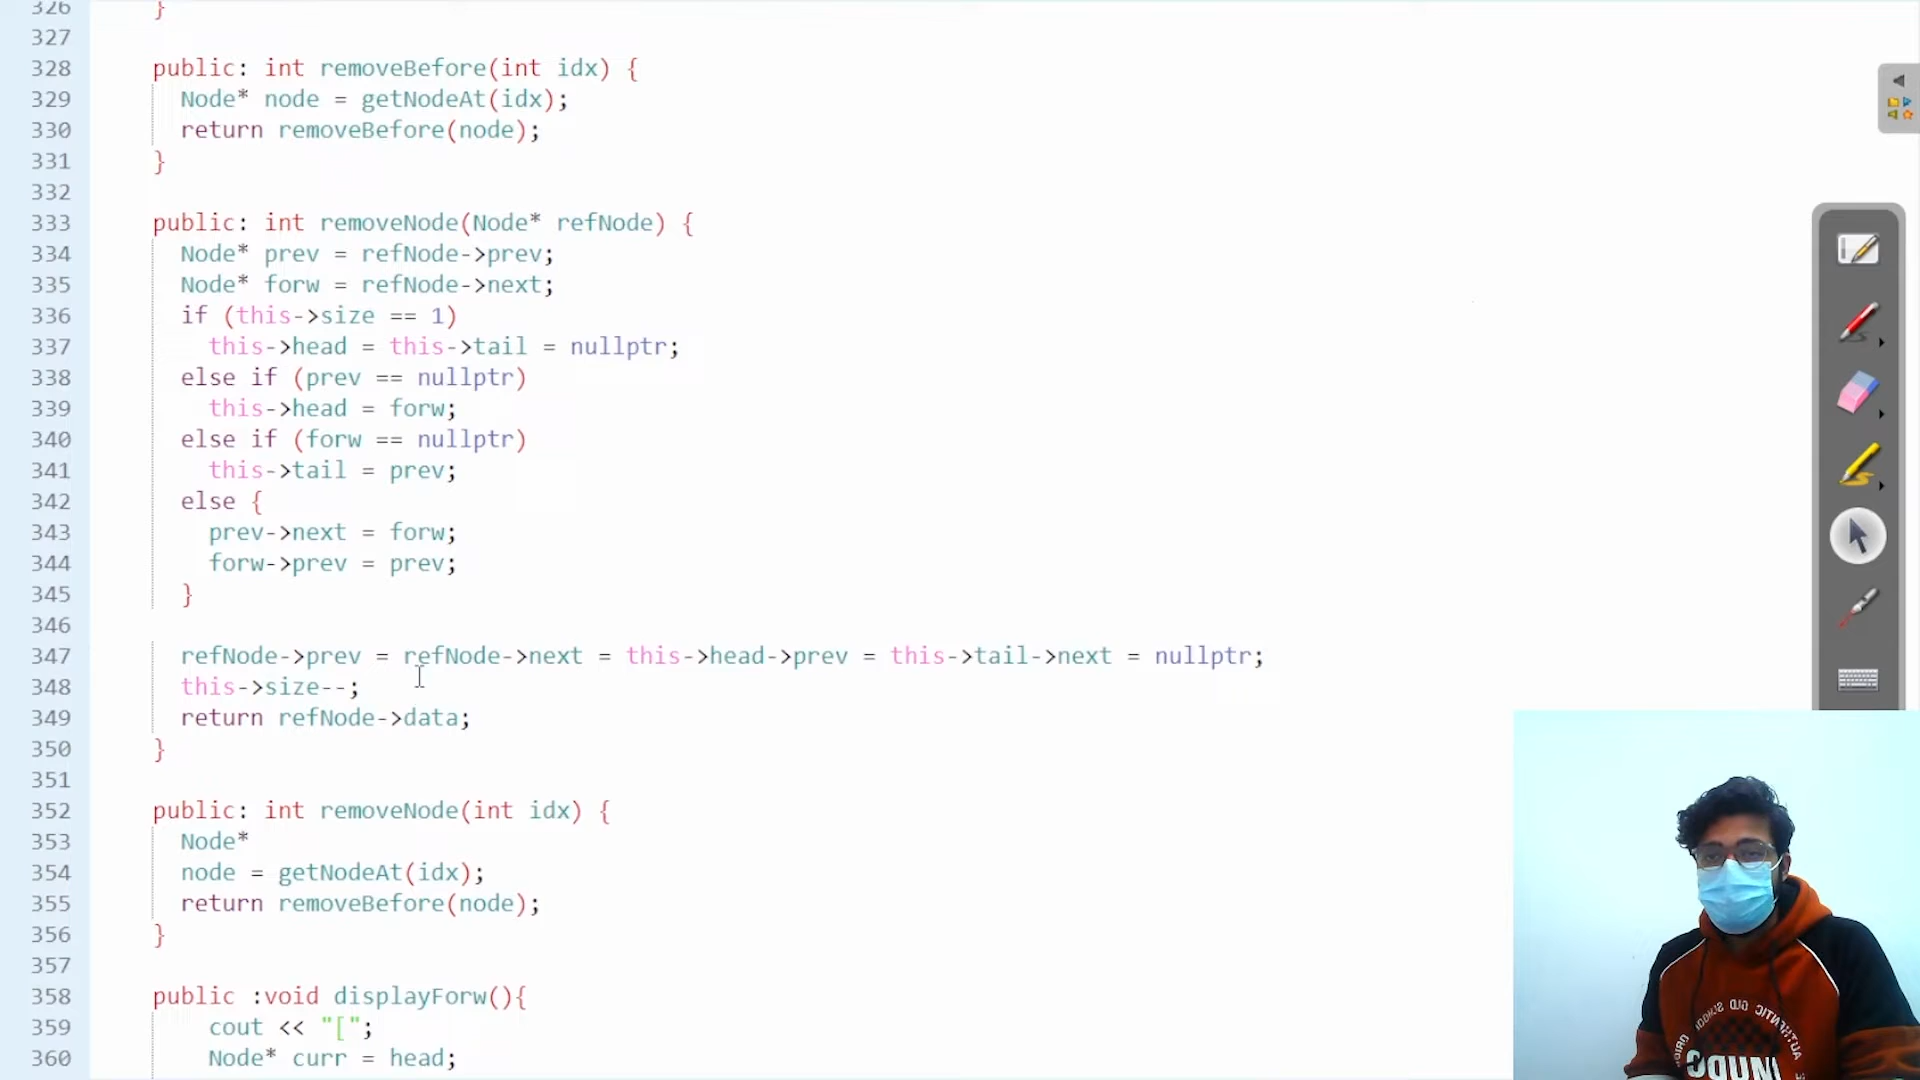 326 }
327
328 public: int removeBefore(int idx) {
329 Node* node = getNodeAt(idx);
330 return removeBefore(node);
331 }
332
333 public: int removeNode(Node* refNode) {
334 Node* prev = refNode->prev;
335 Node* forw = refNode->next;
336 if (this->size == 1)
337 this->head = this->tail = nullptr;
338 else if (prev == nullptr)
339 this->head = forw;
340 else if (forw == nullptr)
341 this->tail = prev;
342 else {
343 prev->next = forw;
344 forw->prev = prev;
345 }
346
347 refNode->prev = refNode->next = this->head->prev = this->tail->next = nullptr;
348 this->size--;
349 return refNode->data;
350 }
351
352 public: int removeNode(int idx) {
353 Node*
354 node = getNodeAt(idx);
355 return removeBefore(node);
356 }
357
358 public :void displayForw(){
359 cout << "[";
360 Node* curr = head;